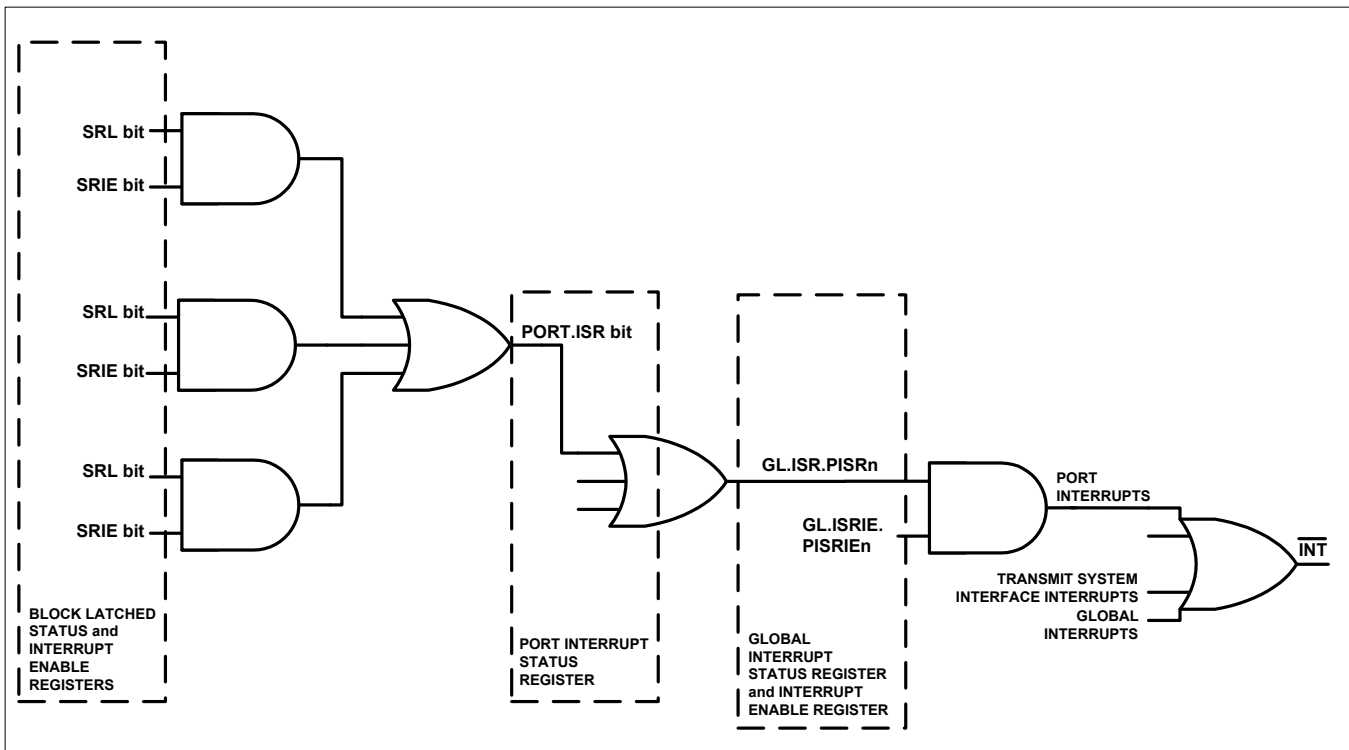 SRL bit
SRIE bit
SRL bit
SRIE bit
SRL bit
SRIE bit
BLOCK LATCHED
STATUS and
INTERRUPT
ENABLE
REGISTERS
PORT.ISR bit
PORT INTERRUPT
STATUS
REGISTER
GL.ISR.PISRn
GL.ISRIE.
PISRIEn
GLOBAL
INTERRUPT
STATUS REGISTER
and INTERRUPT
ENABLE REGISTER
PORT
INTERRUPTS
TRANSMIT SYSTEM
INTERFACE INTERRUPTS
GLOBAL
INTERRUPTS
INT